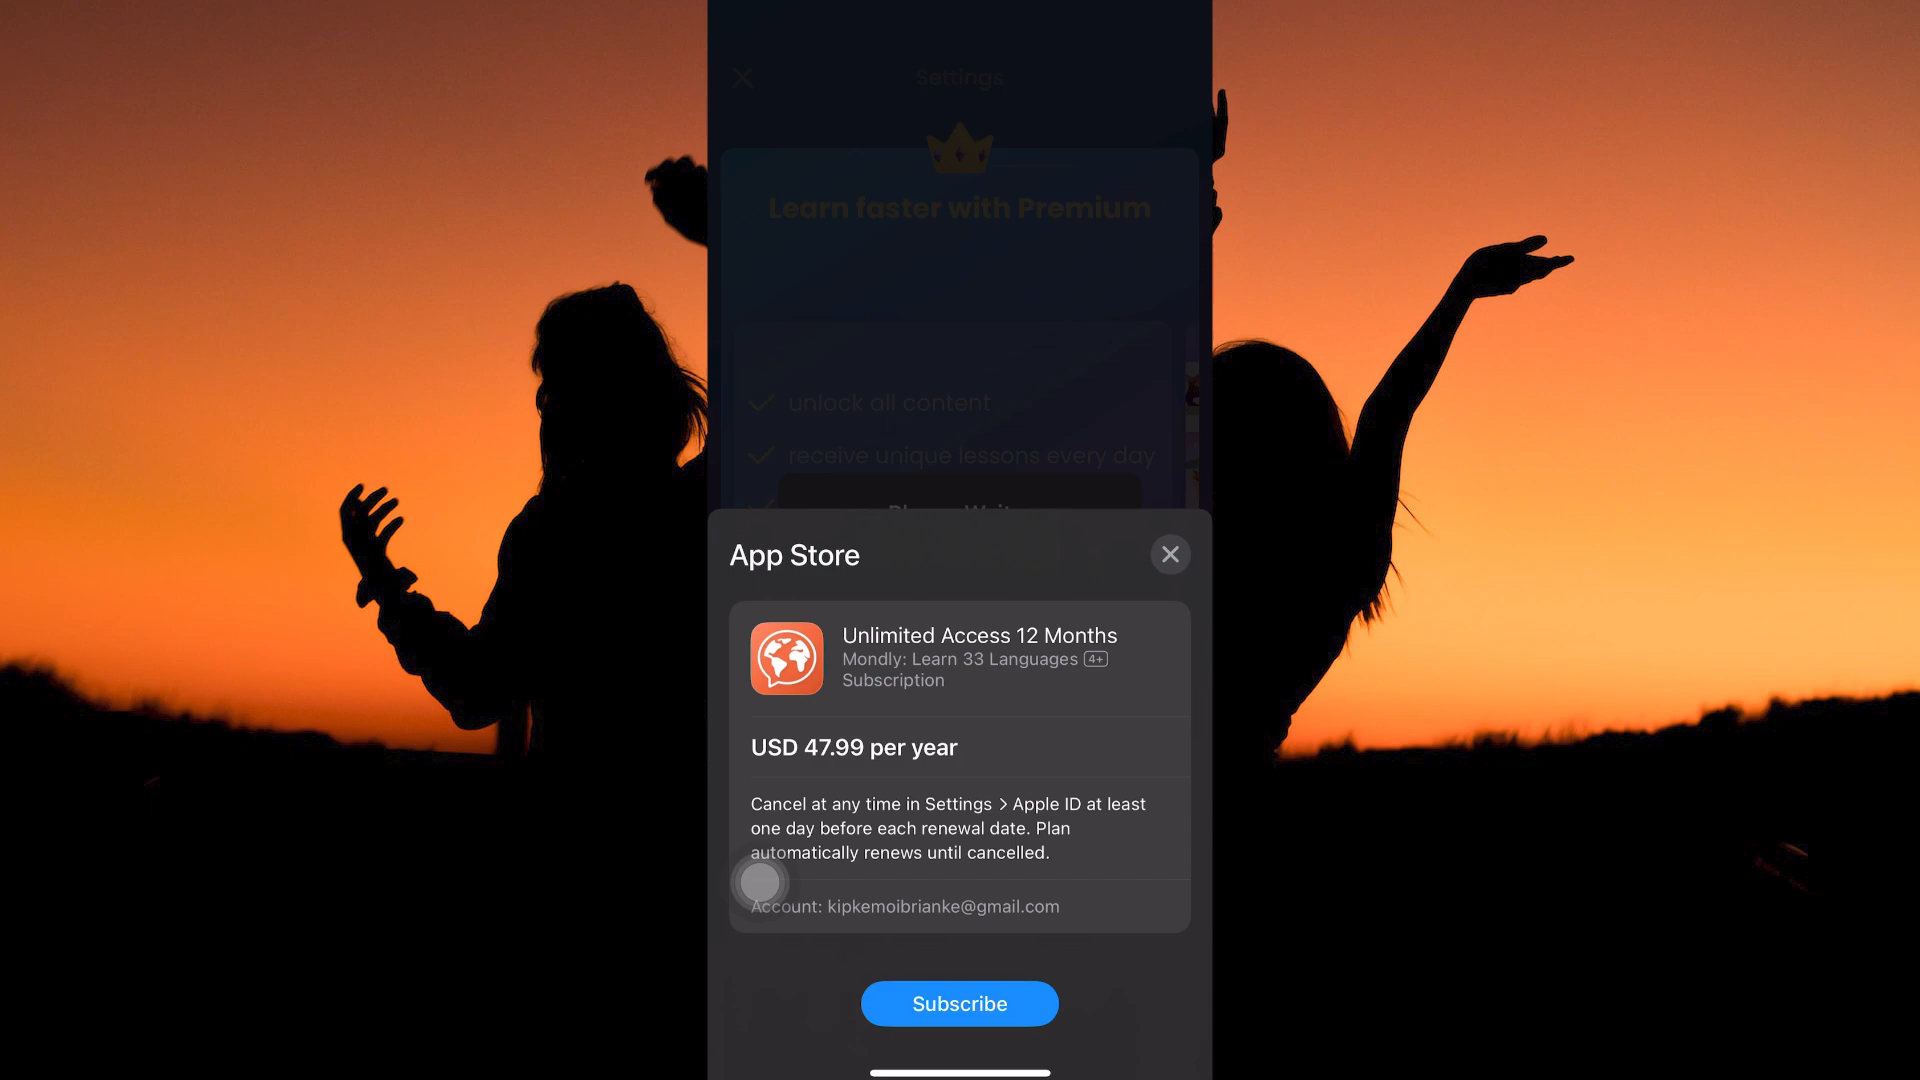 Settings
Learn faster with Premium
unlock all content
receive unique lessons every day
App Store
Unlimited Access 12 Months
Mondly: Learn 33 Languages 4+
Subscription
USD 47.99 per year
Cancel at any time in Settings > Apple ID at least
one day before each renewal date. Plan
automatically renews until cancelled.
Account: kipkemoibrianke@gmail.com
Subscribe